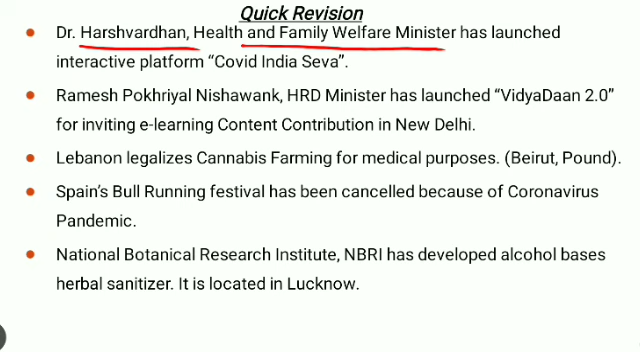 Quick Revision
Dr. Harshvardhan, Health and Family Welfare Minister has launched
interactive platform “Covid India Seva”.
Ramesh Pokhriyal Nishawank, HRD Minister has launched “VidyaDaan 2.0”
for inviting e-learning Content Contribution in New Delhi.
Lebanon legalizes Cannabis Farming for medical purposes. (Beirut, Pound).
Spain’s Bull Running festival has been cancelled because of Coronavirus
Pandemic.
National Botanical Research Institute, NBRI has developed alcohol bases
herbal sanitizer. It is located in Lucknow.